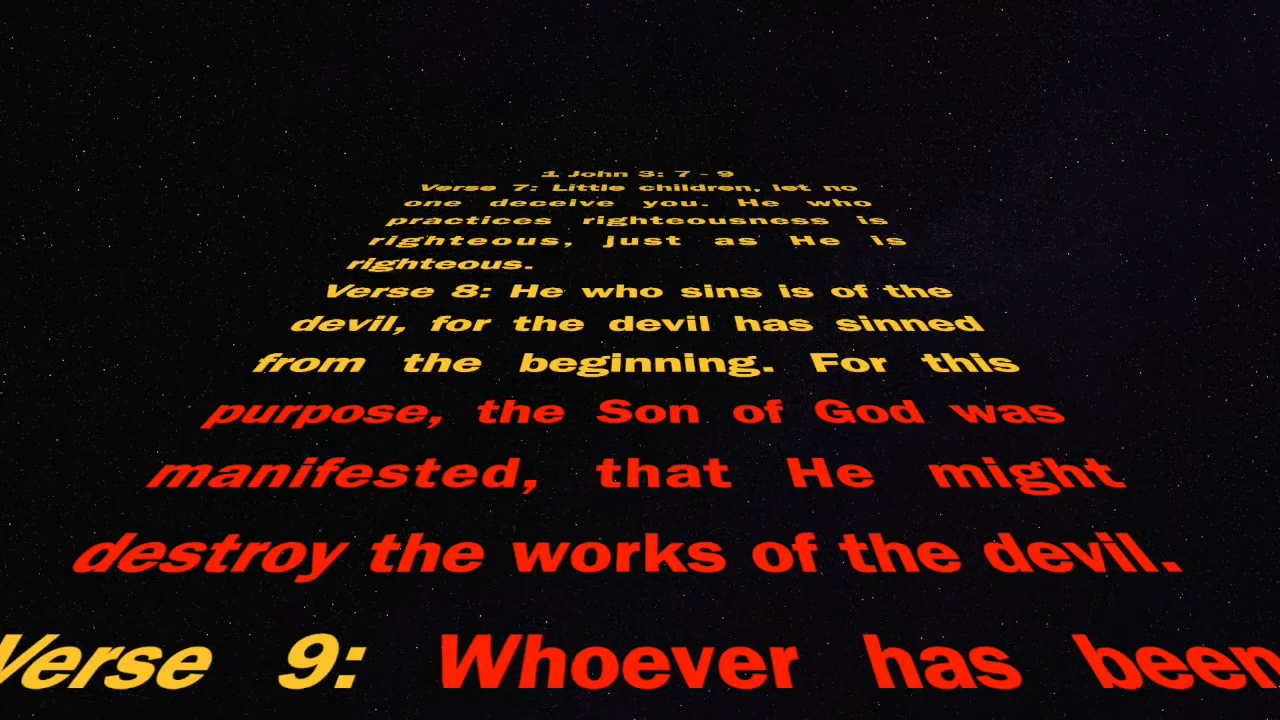 1 John 3: 7 - 9
Verse 7: Little children, let no
one deceive you. He who
practices righteousness is
righteous, just as He is
righteous.
Verse 8: He who sins is of the
devil, for the devil has sinned
from the beginning. For this
purpose, the Son of God was
manifested, that He might
destroy the works of the devil.
Verse 9: Whoever has been